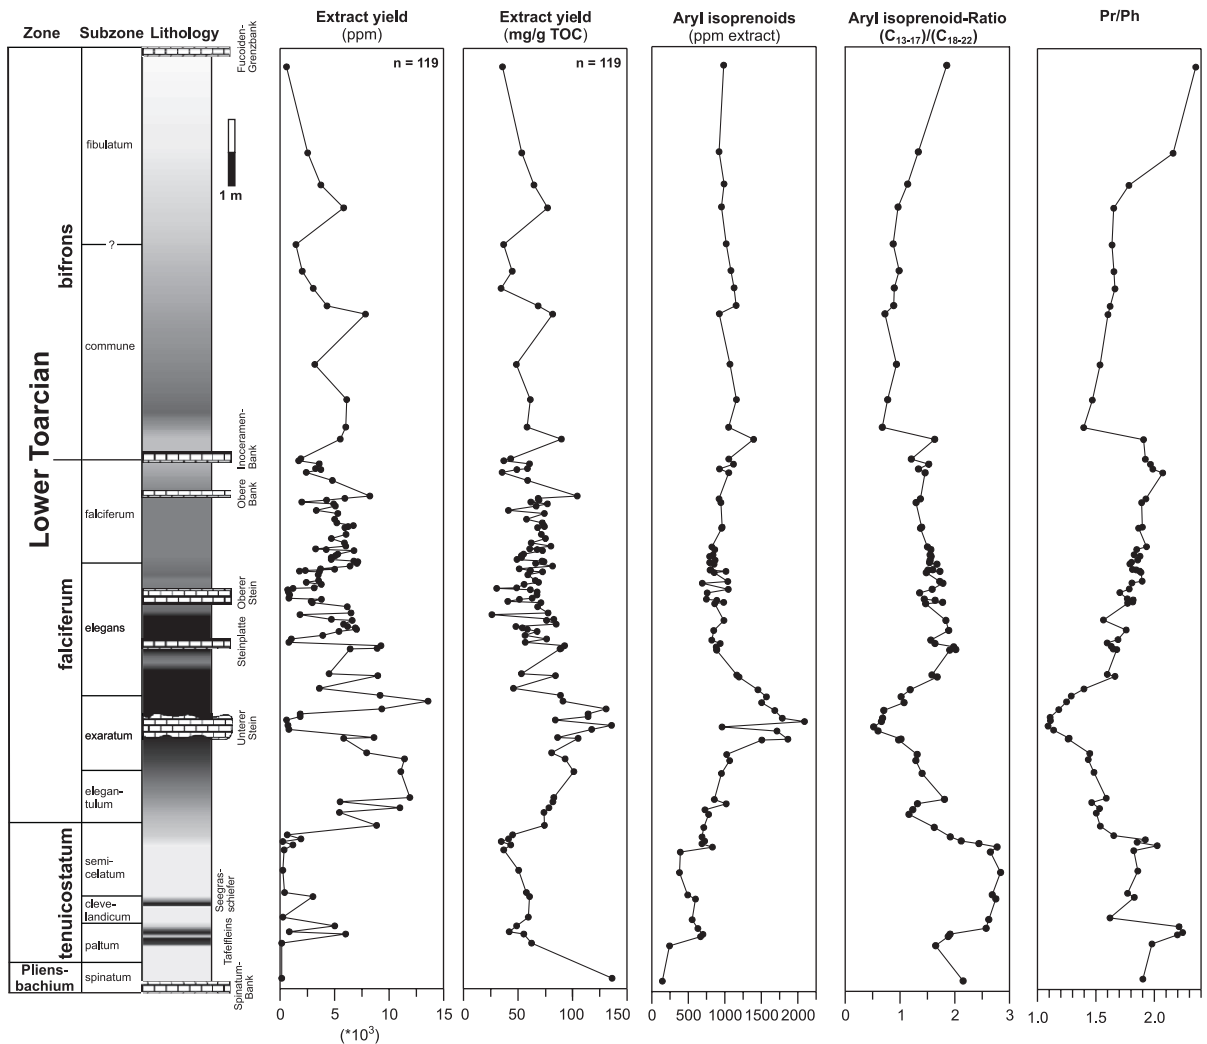 Zone
Subzone
Lithology
Extract yield
(ppm)
Extract yield
(mg/g TOC)
Aryl isoprenoids
(ppm extract)
Aryl isoprenoid-Ratio
(C13-17)/(C18-22)
Pr/Ph
n = 119
n = 119
Lower Toarcian
Pliens-
bachium
bifrons
falciferum
tenuicostatum
fibulatum
?
commune
falciferum
elegans
exaratum
elegan-
tulum
semi-
celatum
cleve-
landicum
paltum
spinatum
1 m
Fucoiden-
Grenzbank
Inoceramen-
Bank
Obere
Bank
Oberer
Stein
Steinplatte
Unterer
Stein
Seegras-
schiefer
Tafelfleins
Spinatum-
Bank
0 5 10 15
(*10³)
0 50 100 150
0 500 1000 1500 2000
0 1 2 3
1.0 1.5 2.0